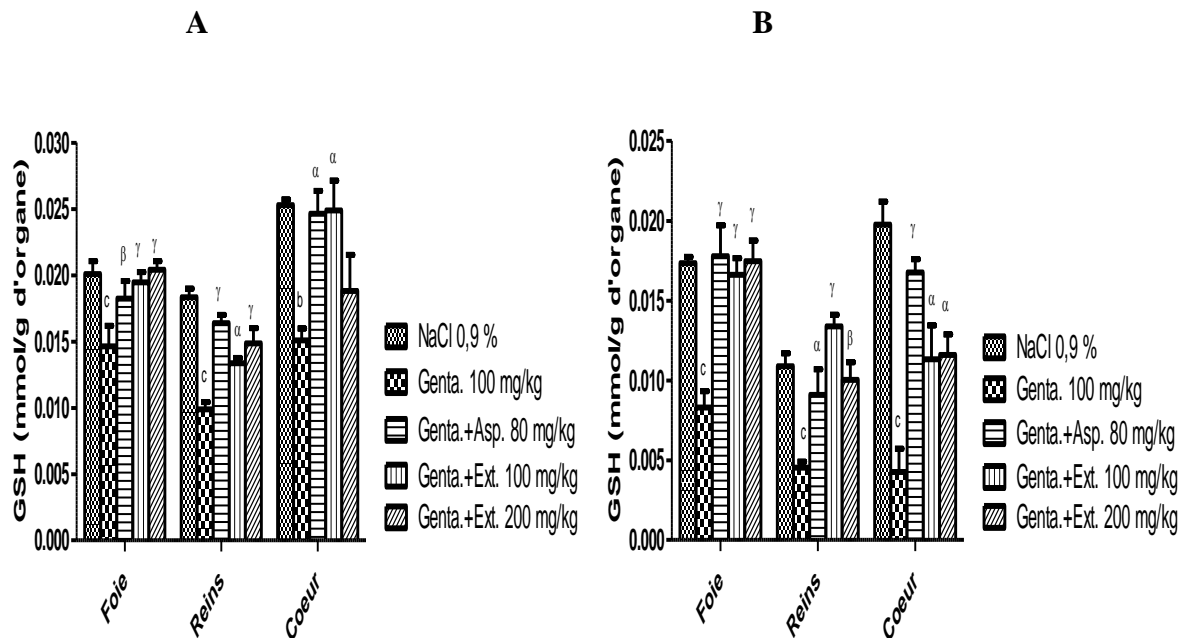 A
B
GSH (mmol/g d'organe)
0.030
0.025
0.020
0.015
0.010
0.005
0.000
c
β
γ
γ
c
γ
α
γ
b
α
α
Foie
Reins
Coeur
NaCl 0,9 %
Genta. 100 mg/kg
Genta.+Asp. 80 mg/kg
Genta.+Ext. 100 mg/kg
Genta.+Ext. 200 mg/kg
GSH (mmol/g d'organe)
0.025
0.020
0.015
0.010
0.005
0.000
c
γ
γ
γ
c
α
γ
β
c
γ
α
α
Foie
Reins
Coeur
NaCl 0,9 %
Genta. 100 mg/kg
Genta.+Asp. 80 mg/kg
Genta.+Ext. 100 mg/kg
Genta.+Ext. 200 mg/kg